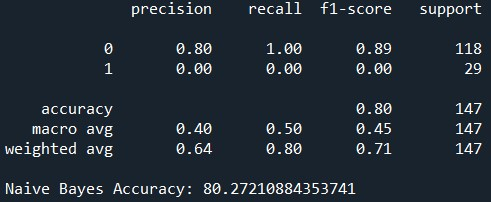 precision recall f1-score support
0 0.80 1.00 0.89 118
1 0.00 0.00 0.00 29
accuracy 0.80 147
macro avg 0.40 0.50 0.45 147
weighted avg 0.64 0.80 0.71 147
Naive Bayes Accuracy: 80.27210884353741